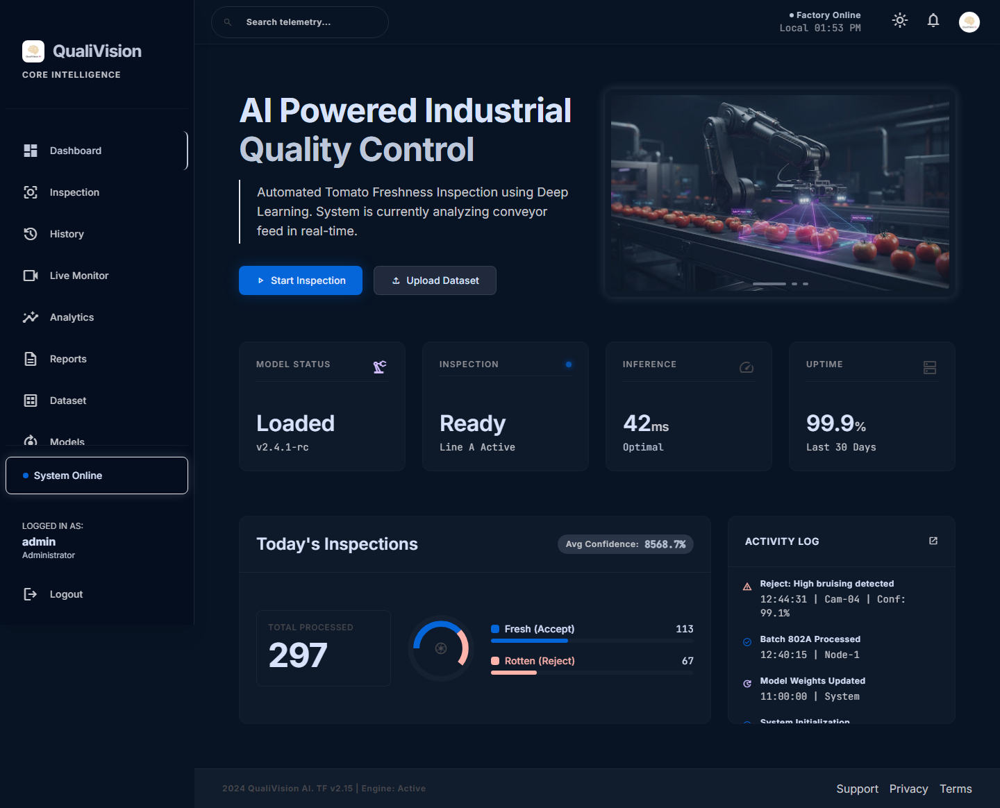 QualiVision
CORE INTELLIGENCE
Dashboard
Inspection
History
Live Monitor
Analytics
Reports
Dataset
Models
System Online
LOGGED IN AS:
admin
Administrator
Logout
Search telemetry...
Factory Online
Local 01:53 PM
AI Powered Industrial
Quality Control
Automated Tomato Freshness Inspection using Deep
Learning. System is currently analyzing conveyor
feed in real-time.
Start Inspection
Upload Dataset
MODEL STATUS
Loaded
v2.4.1-rc
INSPECTION
Ready
Line A Active
INFERENCE
42ms
Optimal
UPTIME
99.9%
Last 30 Days
Today's Inspections
Avg Confidence: 8568.7%
TOTAL PROCESSED
297
Fresh (Accept) 113
Rotten (Reject) 67
ACTIVITY LOG
Reject: High bruising detected
12:44:31 | Cam-04 | Conf:
99.1%
Batch 802A Processed
12:40:15 | Node-1
Model Weights Updated
11:00:00 | System
System Initialization
2024 QualiVision AI. TF v2.15 | Engine: Active
Support Privacy Terms